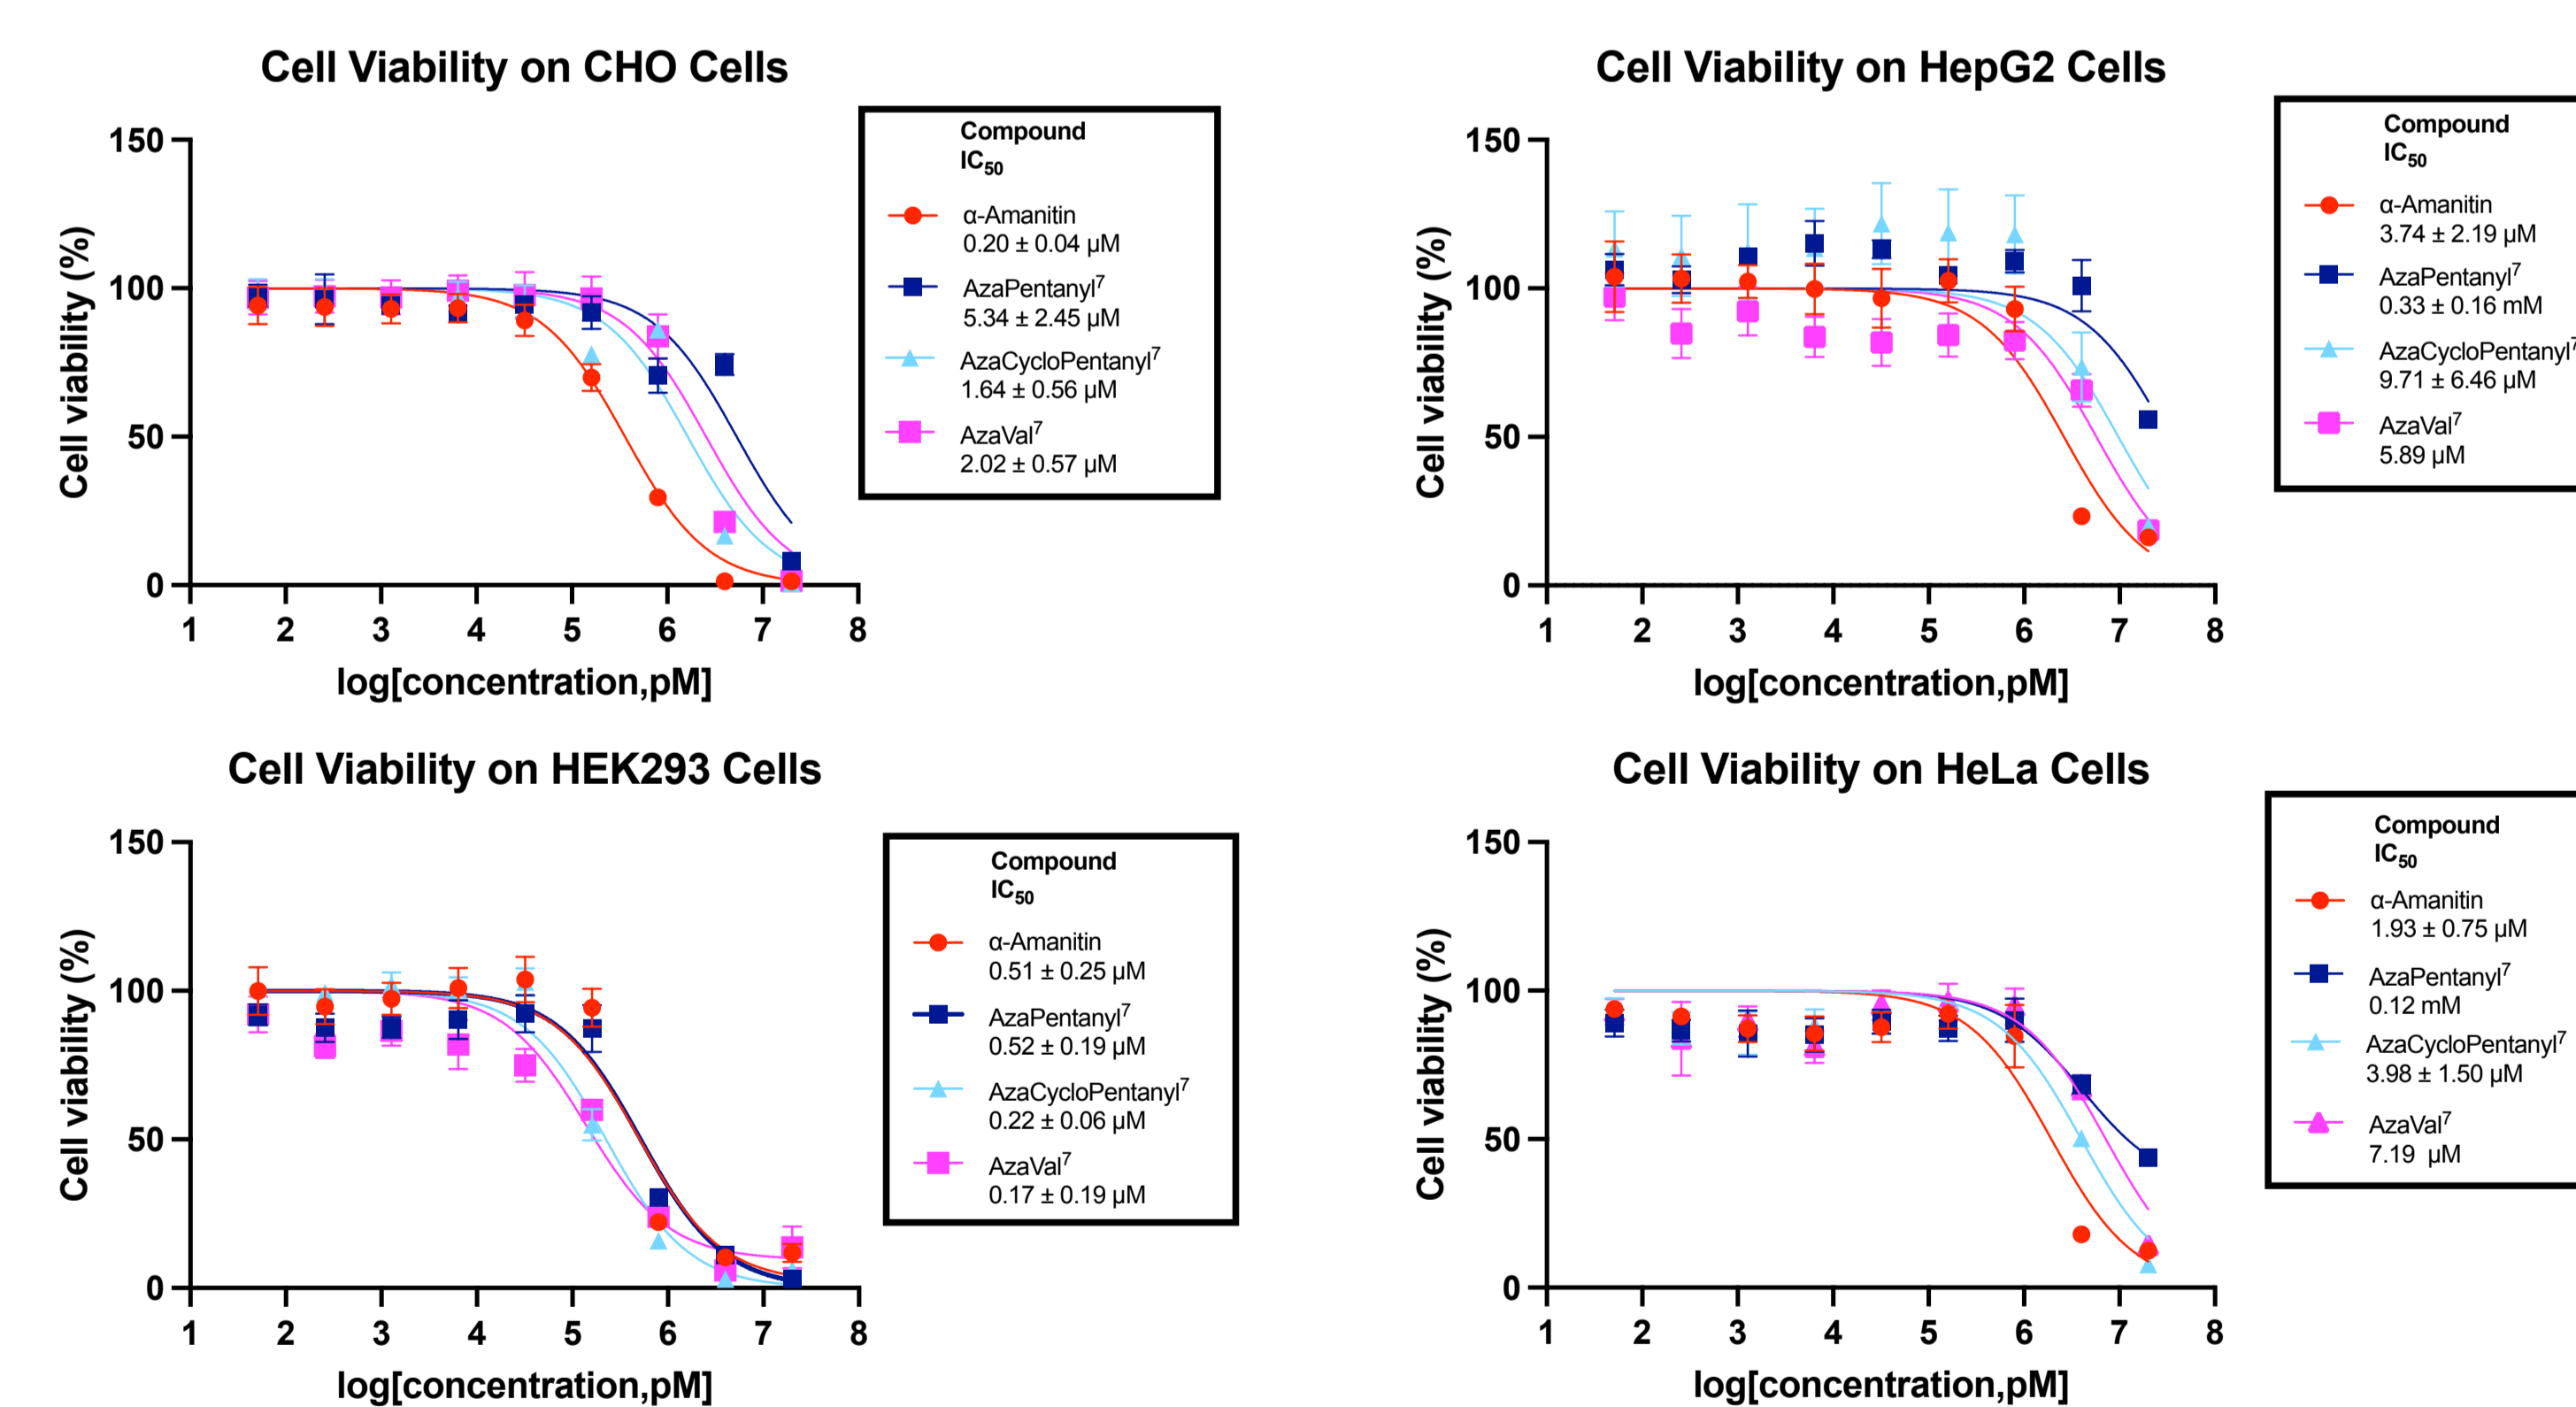 Cell Viability on CHO Cells
150
100
50
0
Cell viability (%)
1 2 3 4 5 6 7 8
log[concentration,pM]
Compound
IC50
α-Amanitin
0.20 ± 0.04 µM
AzaPentanyl7
5.34 ± 2.45 µM
AzaCycloPentanyl7
1.64 ± 0.56 µM
AzaVal7
2.02 ± 0.57 µM
Cell Viability on HepG2 Cells
150
100
50
0
Cell viability (%)
1 2 3 4 5 6 7 8
log[concentration,pM]
Compound
IC50
α-Amanitin
3.74 ± 2.19 µM
AzaPentanyl7
0.33 ± 0.16 mM
AzaCycloPentanyl7
9.71 ± 6.46 µM
AzaVal7
5.89 µM
Cell Viability on HEK293 Cells
150
100
50
0
Cell viability (%)
1 2 3 4 5 6 7 8
log[concentration,pM]
Compound
IC50
α-Amanitin
0.51 ± 0.25 µM
AzaPentanyl7
0.52 ± 0.19 µM
AzaCycloPentanyl7
0.22 ± 0.06 µM
AzaVal7
0.17 ± 0.19 µM
Cell Viability on HeLa Cells
150
100
50
0
Cell viability (%)
1 2 3 4 5 6 7 8
log[concentration,pM]
Compound
IC50
α-Amanitin
1.93 ± 0.75 µM
AzaPentanyl7
0.12 mM
AzaCycloPentanyl7
3.98 ± 1.50 µM
AzaVal7
7.19 µM